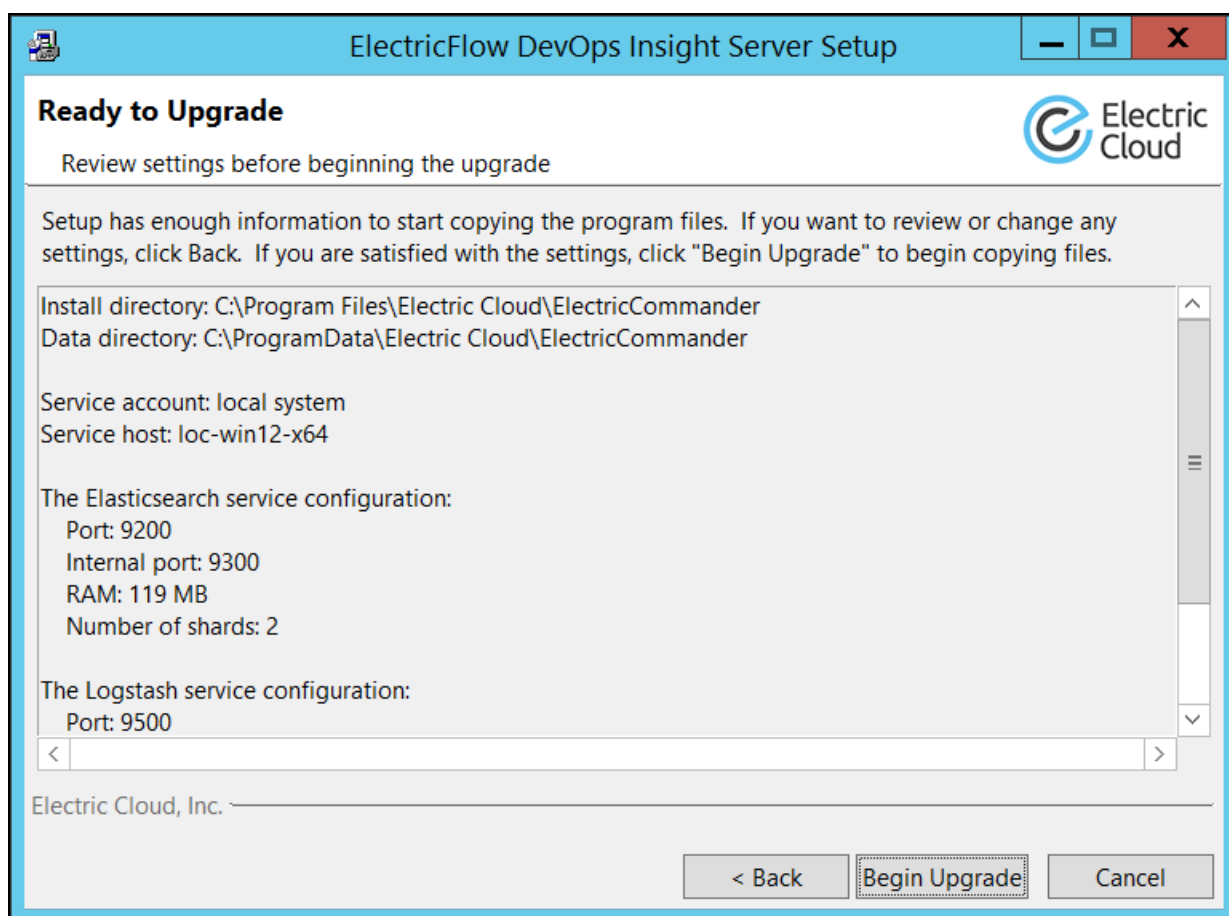 ElectricFlow DevOps Insight Server Setup
Ready to Upgrade
Review settings before beginning the upgrade
Electric
Cloud
Setup has enough information to start copying the program files.  If you want to review or change any
settings, click Back.  If you are satisfied with the settings, click "Begin Upgrade" to begin copying files.
Install directory: C:\Program Files\Electric Cloud\ElectricCommander
Data directory: C:\ProgramData\Electric Cloud\ElectricCommander
Service account: local system
Service host: loc-win12-x64
The Elasticsearch service configuration:
Port: 9200
Internal port: 9300
RAM: 119 MB
Number of shards: 2
The Logstash service configuration:
Port: 9500
Electric Cloud, Inc.
< Back
Begin Upgrade
Cancel